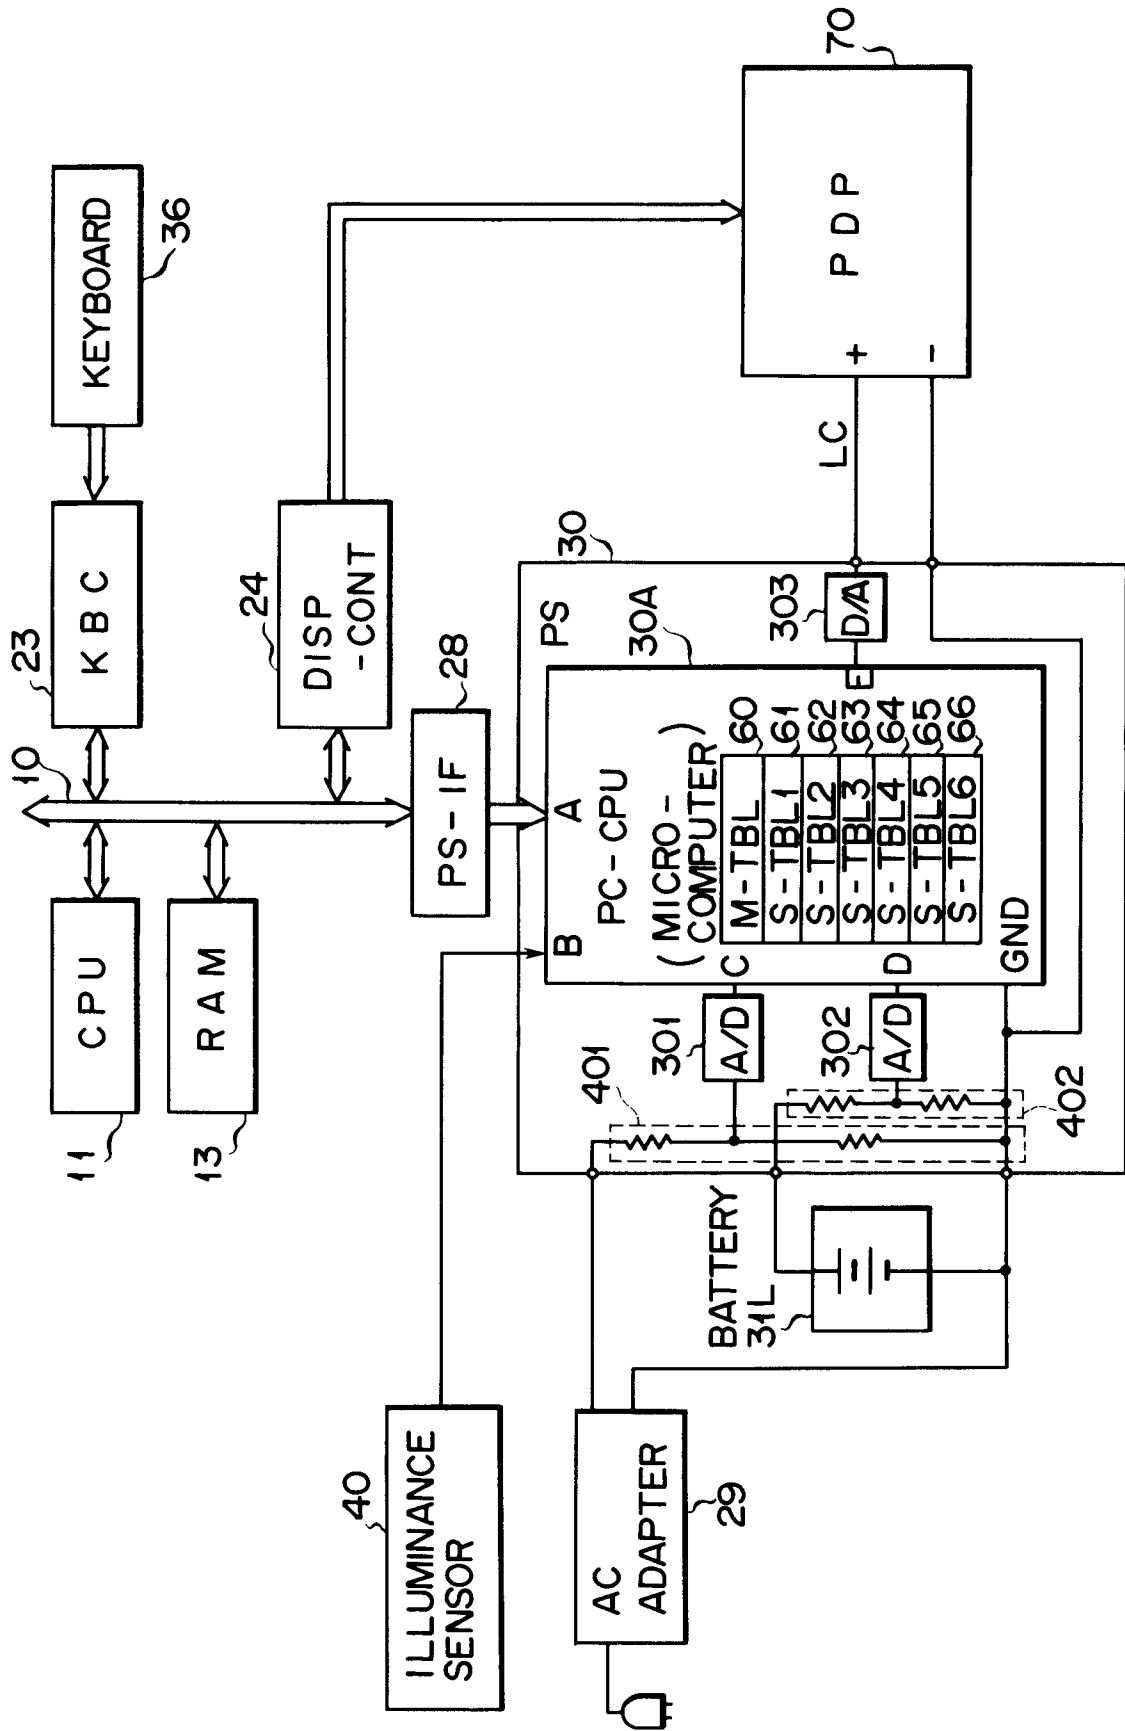 11
CPU
10
23
KBC
KEYBOARD
36
13
RAM
24
DISP
-CONT
PS-IF
28
40
ILLUMINANCE
SENSOR
AC
ADAPTER
29
BATTERY
31L
401
402
301
A/D
302
A/D
PS
30
30A
B
A
PC-CPU
(MICRO-
COMPUTER)
C
D
E
GND
M-TBL 60
S-TBL1 61
S-TBL2 62
S-TBL3 63
S-TBL4 64
S-TBL5 65
S-TBL6 66
303
D/A
LC
+
-
PDP
70